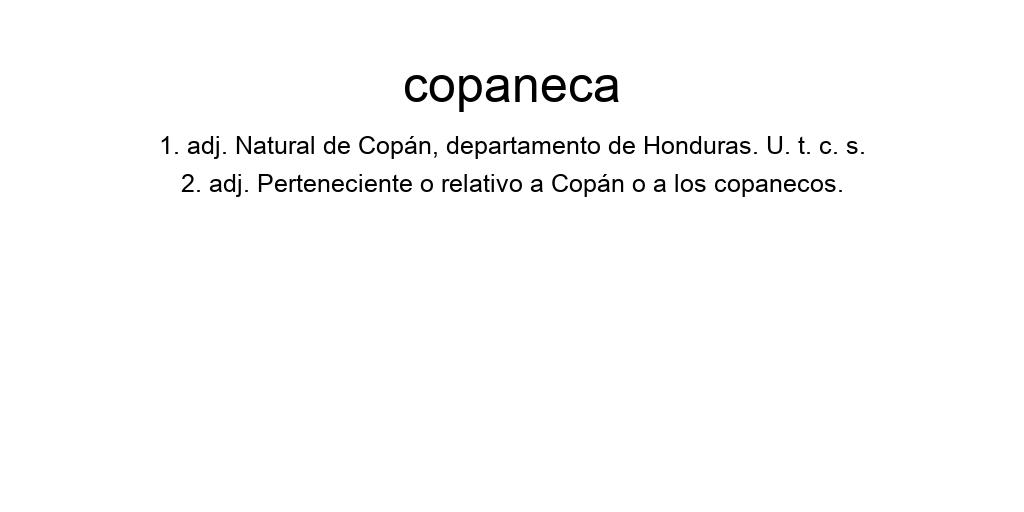 copaneca
1. adj. Natural de Copán, departamento de Honduras. U. t. c. s.
2. adj. Perteneciente o relativo a Copán o a los copanecos.